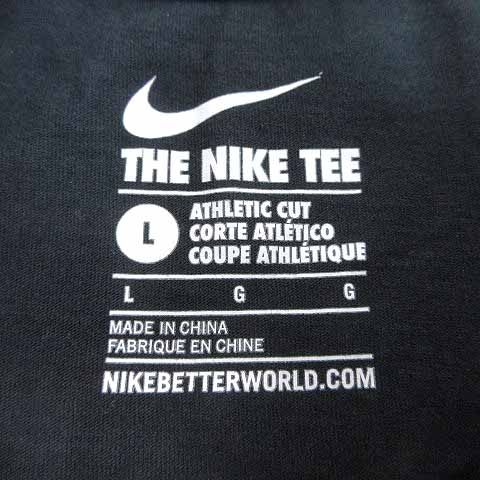 THE NIKE TEE
L
ATHLETIC CUT
CORTE ATLÉTICO
COUPE ATHLÉTIQUE
L G G
MADE IN CHINA
FABRIQUE EN CHINE
NIKEBETTERWORLD.COM